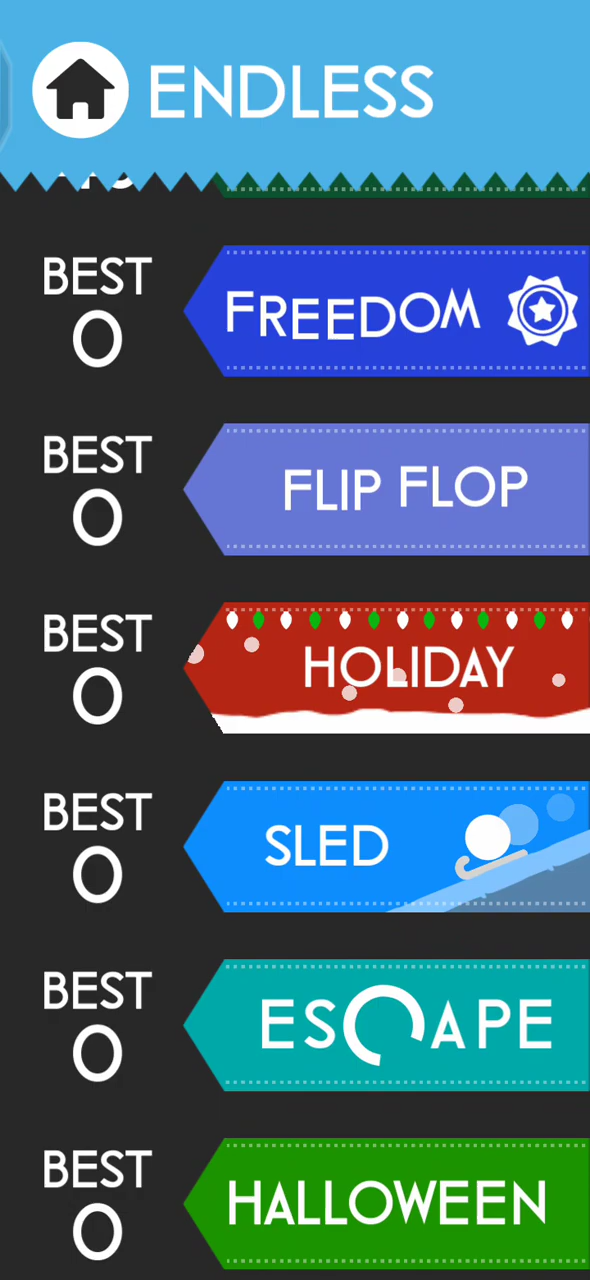 ENDLESS
BEST
0
FREEDOM
BEST
0
FLIP FLOP
BEST
0
HOLIDAY
BEST
0
SLED
BEST
0
ESCAPE
BEST
0
HALLOWEEN